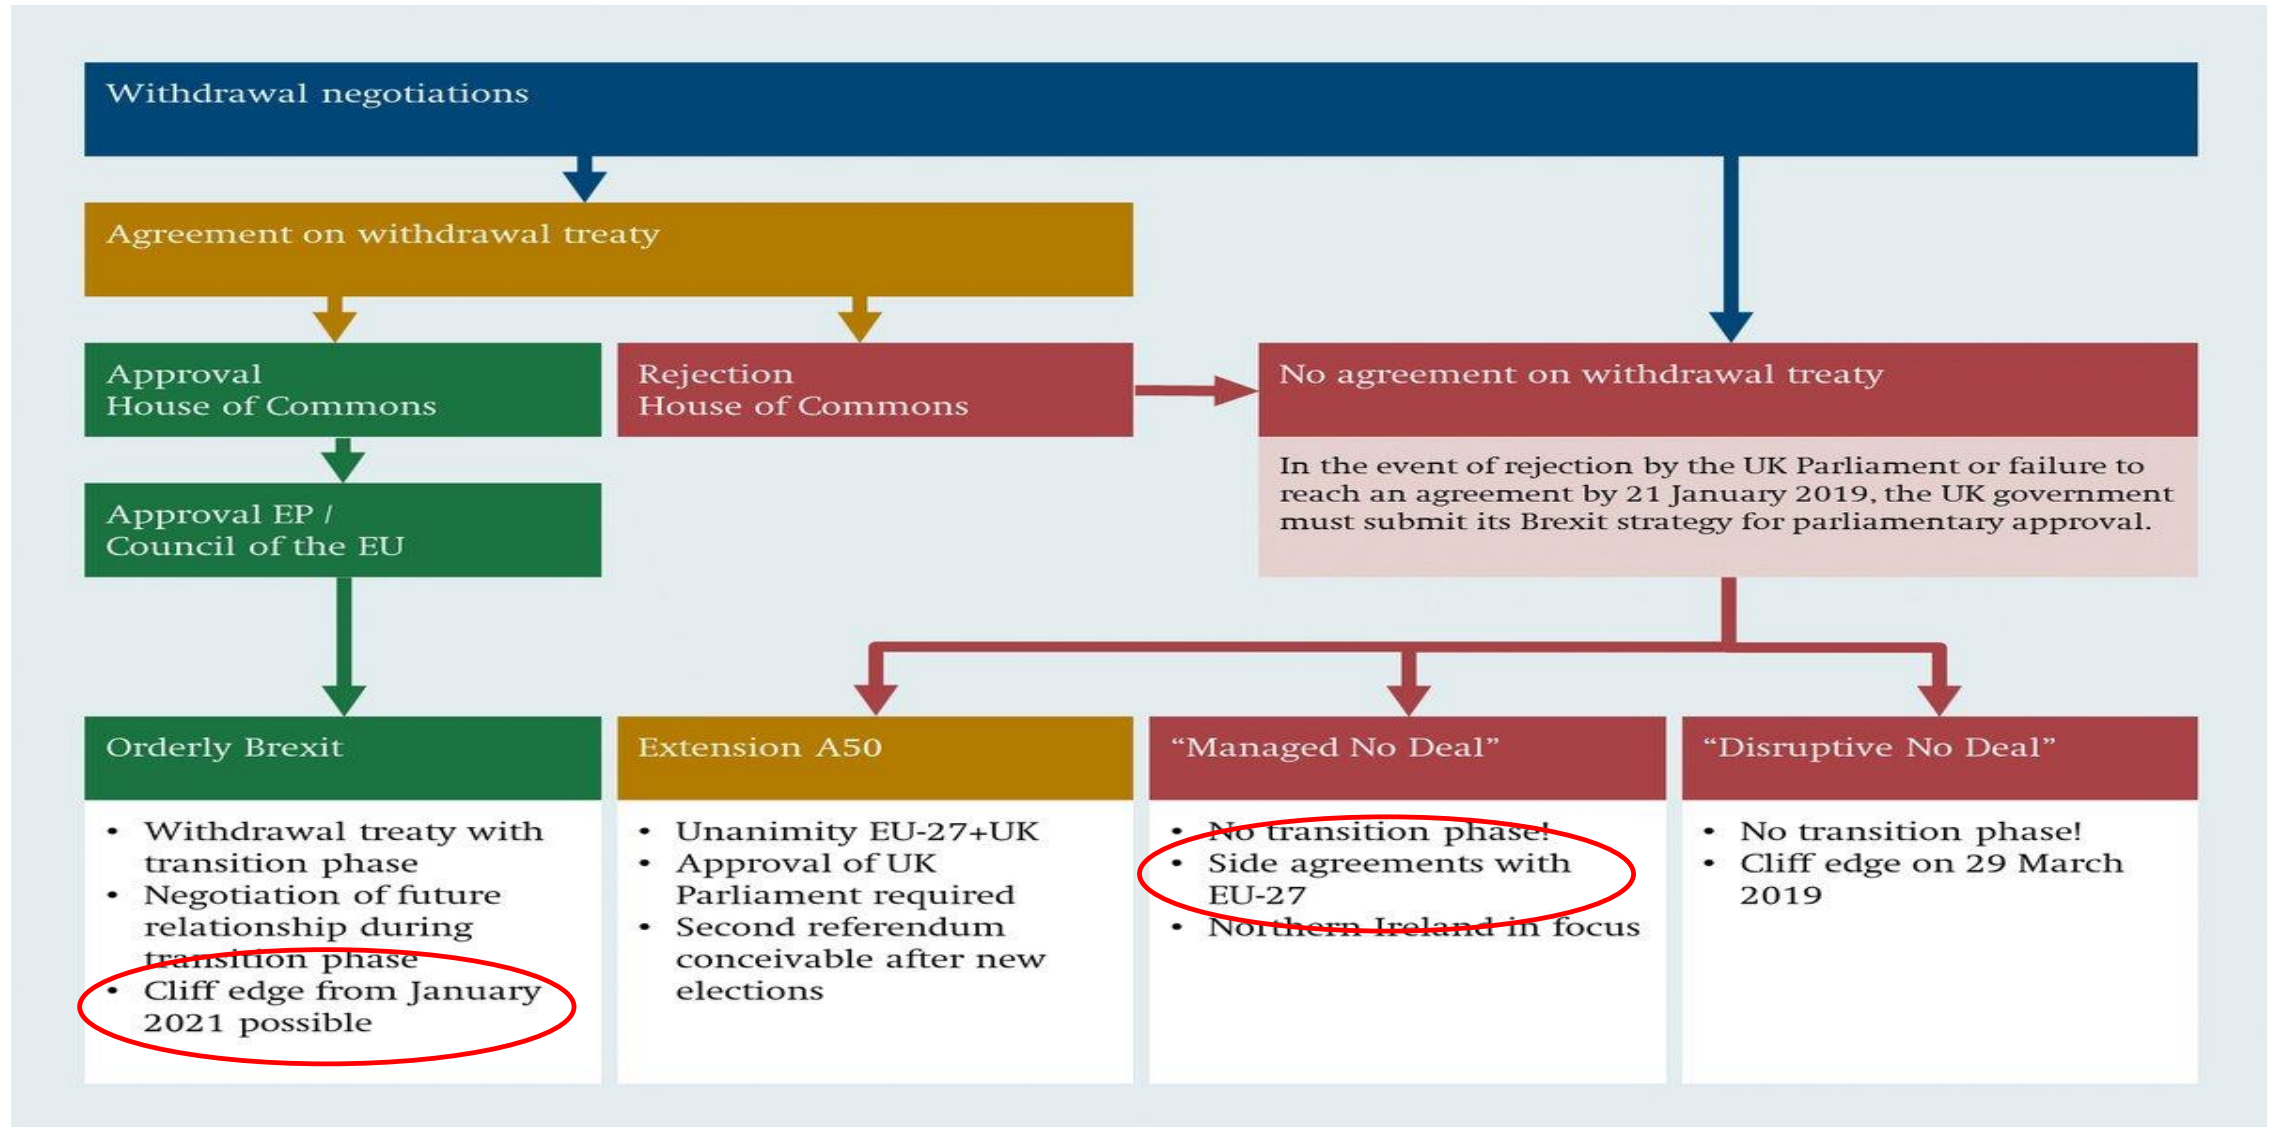 Withdrawal negotiations
Agreement on withdrawal treaty
Approval
House of Commons
Rejection
House of Commons
No agreement on withdrawal treaty
In the event of rejection by the UK Parliament or failure to
reach an agreement by 21 January 2019, the UK government
must submit its Brexit strategy for parliamentary approval.
Approval EP /
Council of the EU
Orderly Brexit
• Withdrawal treaty with
transition phase
• Negotiation of future
relationship during
transition phase
• Cliff edge from January
2021 possible
Extension A50
• Unanimity EU-27+UK
• Approval of UK
Parliament required
• Second referendum
conceivable after new
elections
“Managed No Deal”
• No transition phase!
• Side agreements with
EU-27
• Northern Ireland in focus
“Disruptive No Deal”
• No transition phase!
• Cliff edge on 29 March
2019